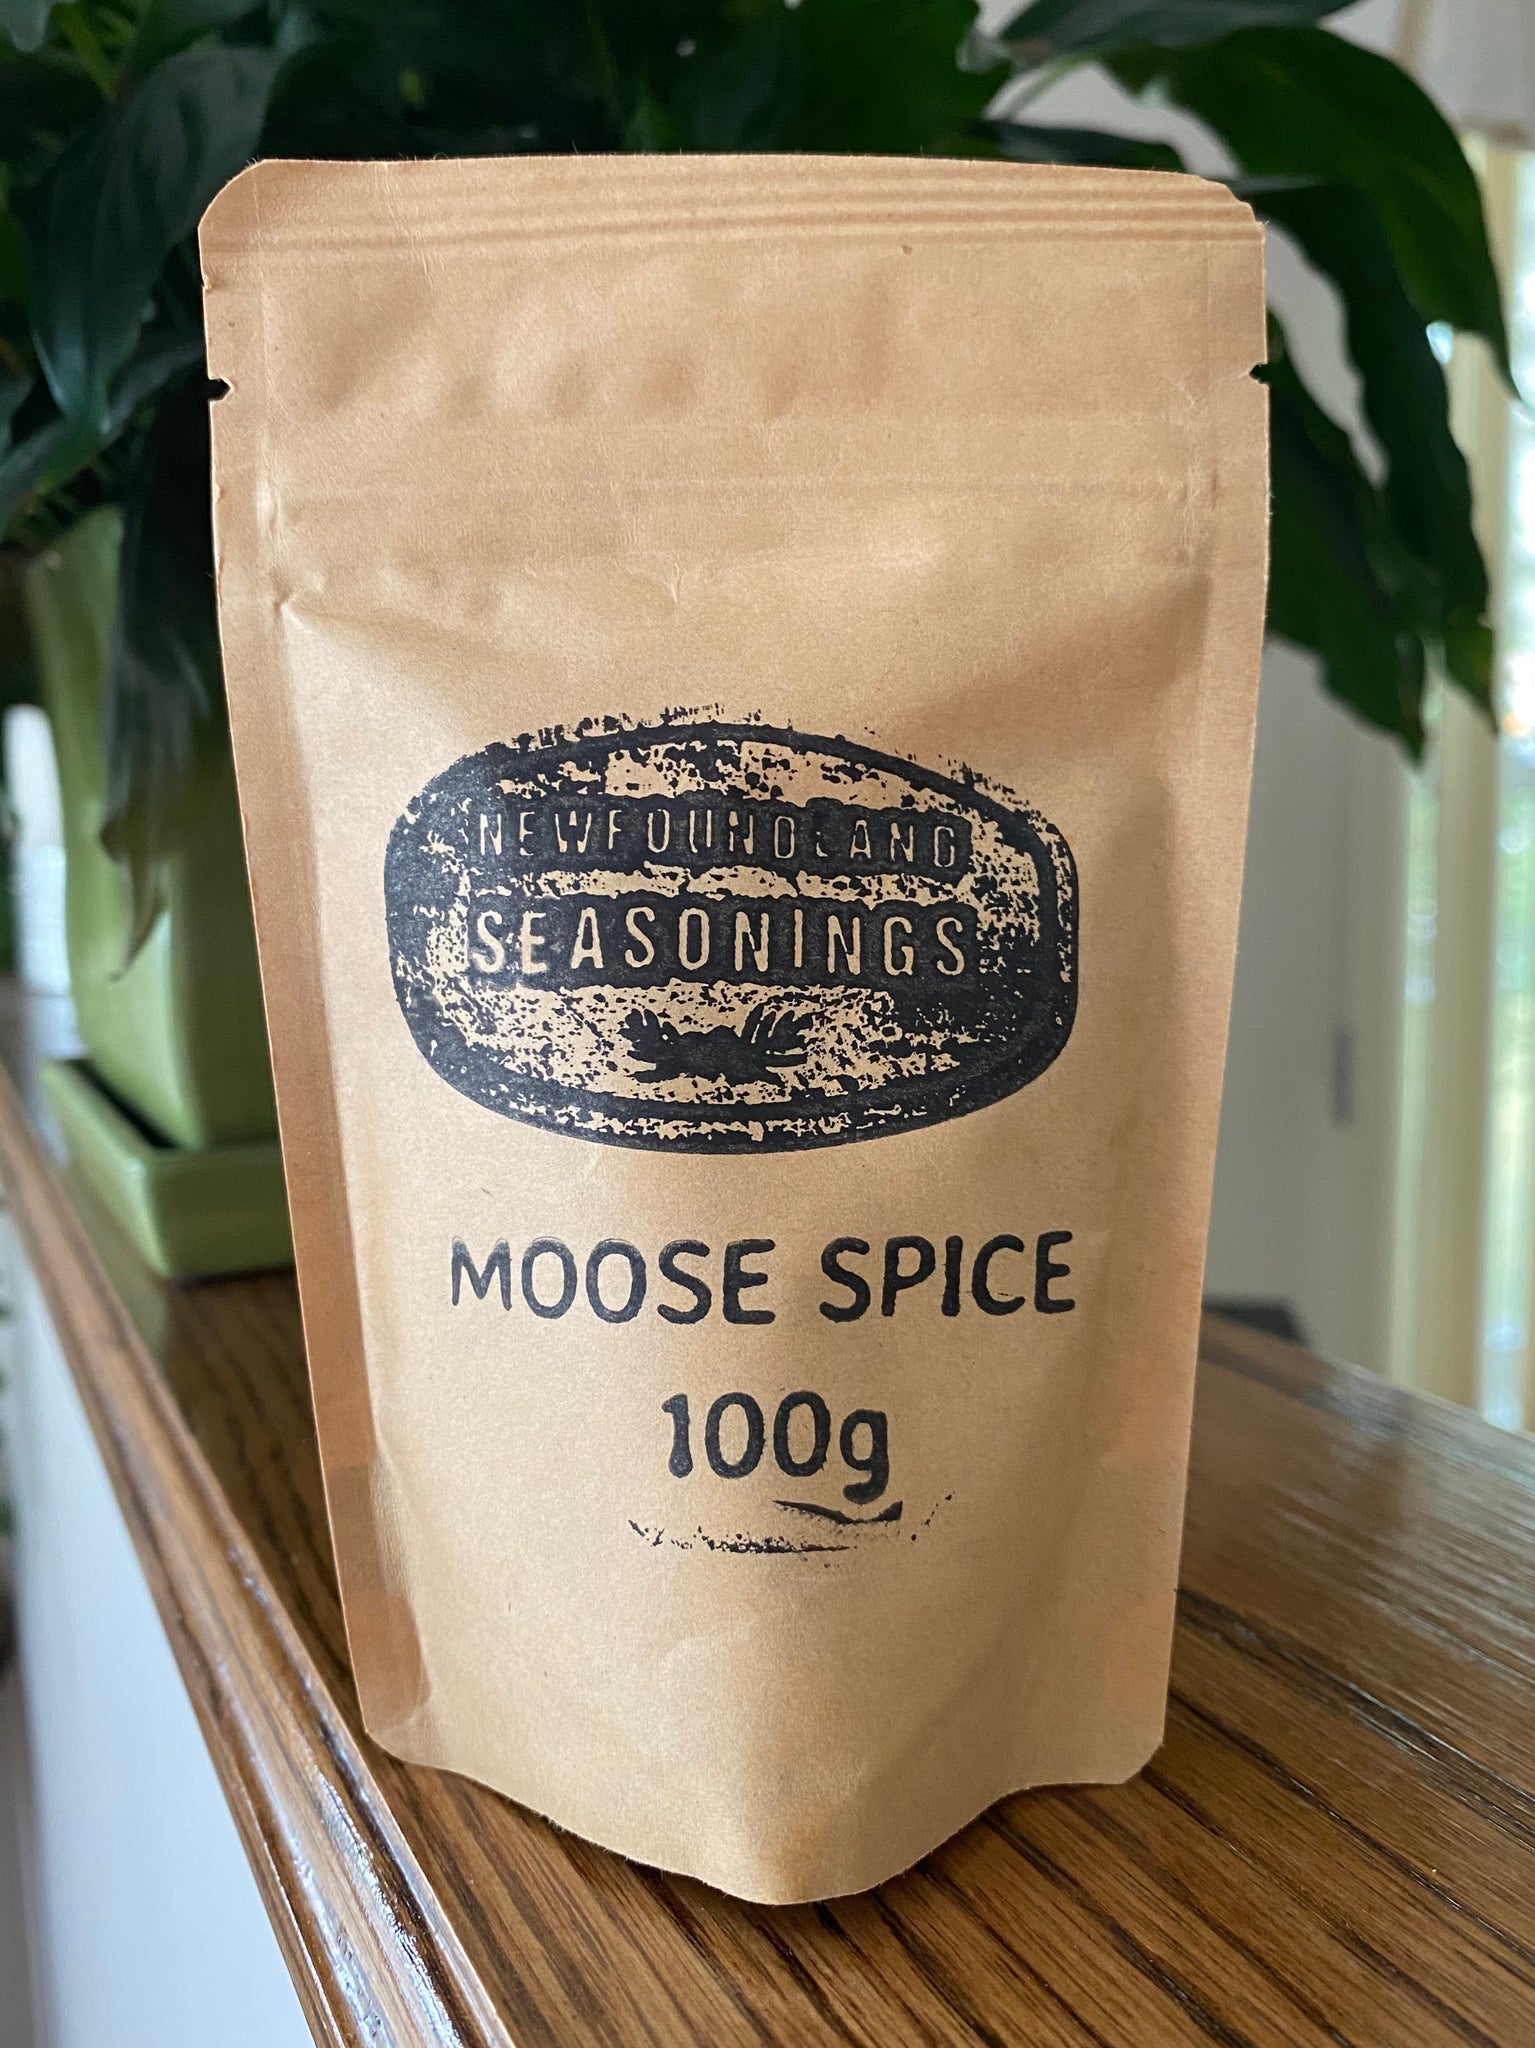 NEWFOUNDLAND
SEASONINGS
MOOSE SPICE
100g